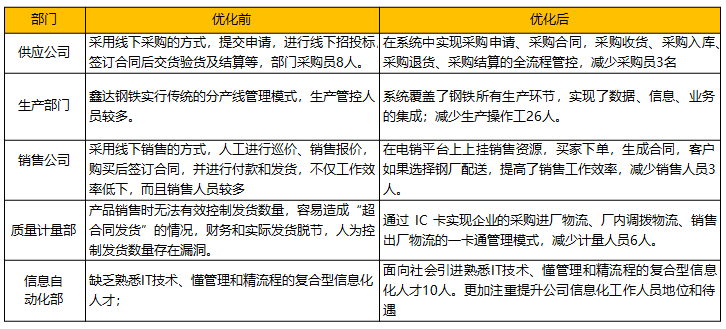 部门
优化前
优化后
供应公司
采用线下采购的方式，提交申请，进行线下招投标，
签订合同后交货验货及结算等，部门采购员8人。
在系统中实现采购申请、采购合同，采购收货、采购入库、
采购退货、采购结算的全流程管控，减少采购员3名
生产部门
鑫达钢铁实行传统的分产线管理模式，生产管控人
员较多。
系统覆盖了钢铁所有生产环节，实现了数据、信息、业务
的集成；减少生产操作工26人。
销售公司
采用线下销售的方式，人工进行巡价、销售报价，
购买后签订合同，并进行付款和发货，不仅工作效
率低下，而且销售人员较多
在电销平台上上挂销售资源，买家下单，生成合同，客户
如果选择钢厂配送，提高了销售工作效率，减少销售人员3
人。
质量计量部
产品销售时无法有效控制发货数量，容易造成“超
合同发货”的情况，财务和实际发货脱节，人为
控制发货数量存在漏洞。
通过 IC 卡实现企业的采购进厂物流、厂内调拨物流、销售
出厂物流的一卡通管理模式，减少计量人员6人。
信息自
动化部
缺乏熟悉IT技术、懂管理和精流程的复合型信息化
人才；
面向社会引进熟悉IT技术、懂管理和精流程的复合型信息
化人才10人。更加注重提升公司信息化工作人员地位和待
遇